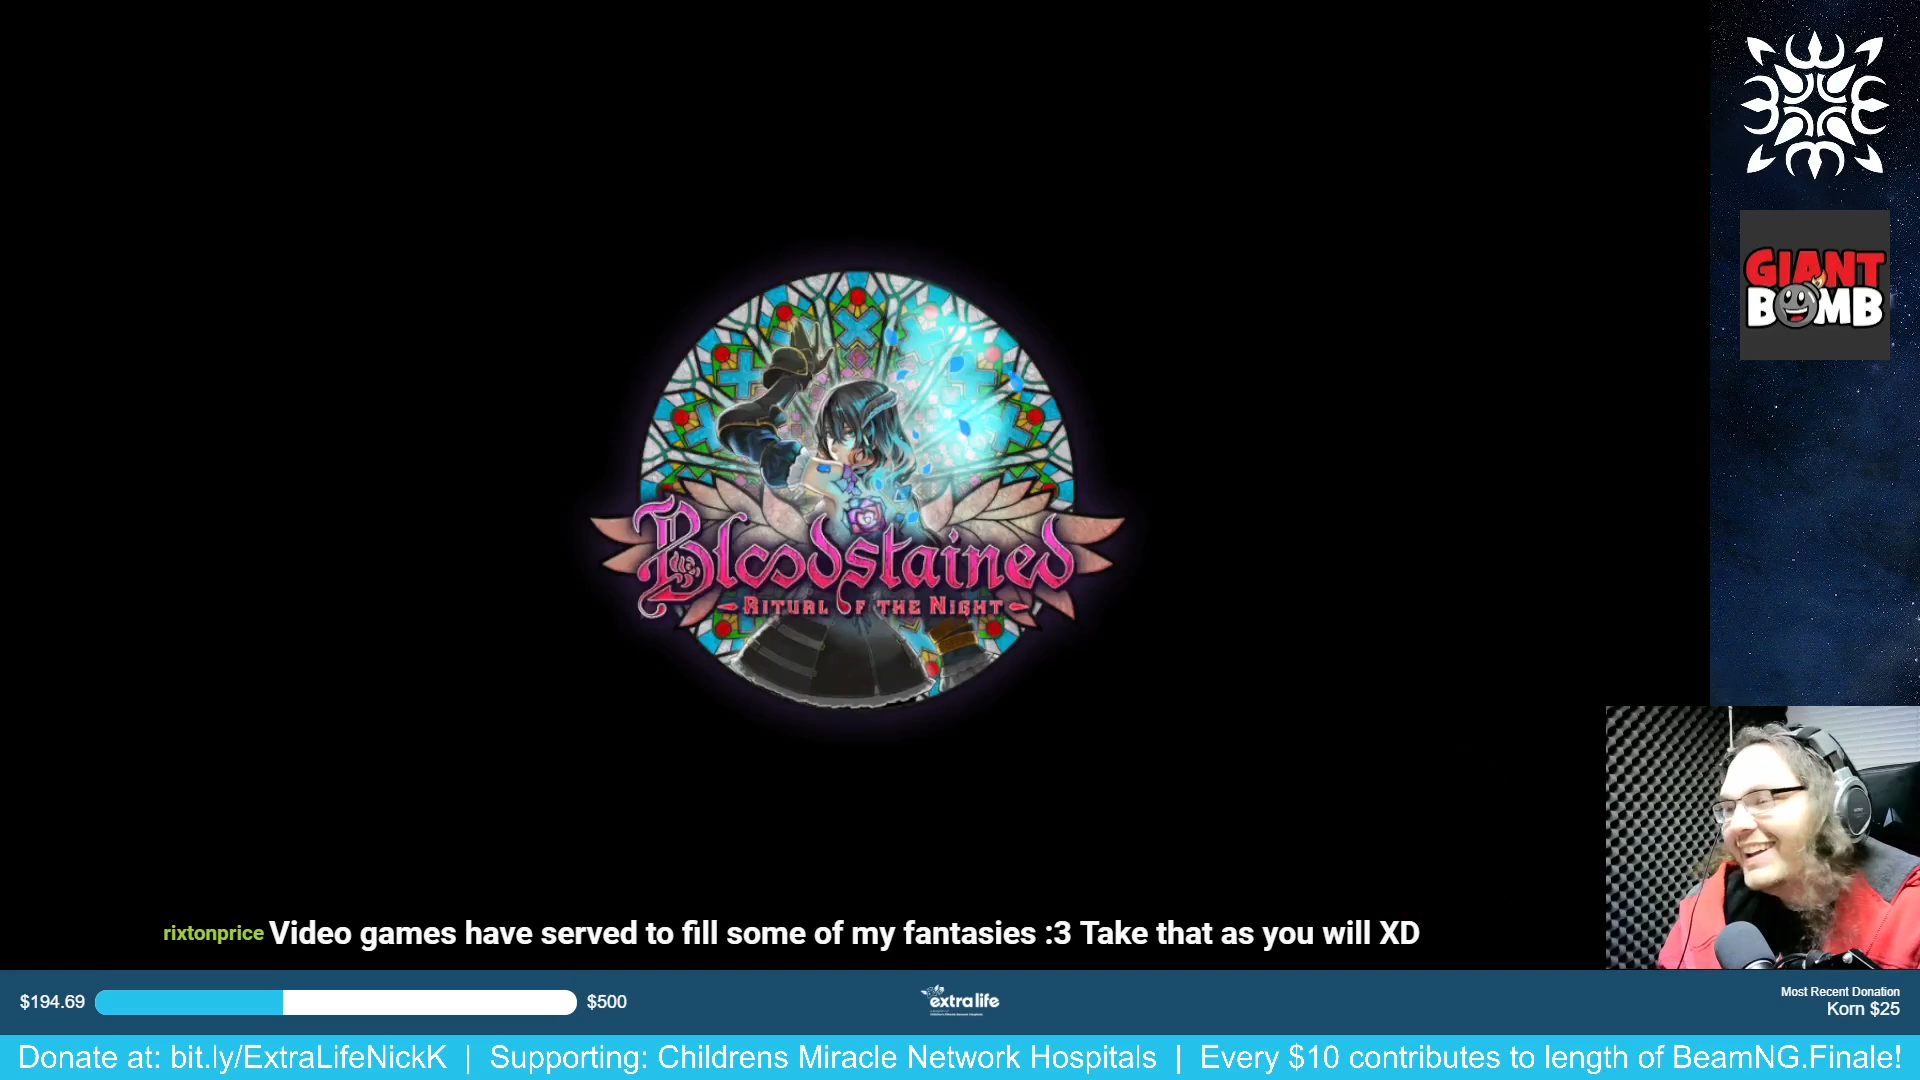 GIANT
BOMB
Bloodstained
RITUAL OF THE NIGHT
rixtonprice Video games have served to fill some of my fantasies :3 Take that as you will XD
$194.69 $500
extra life
Most Recent Donation
Korn $25
Donate at: bit.ly/ExtraLifeNickK | Supporting: Childrens Miracle Network Hospitals | Every $10 contributes to length of BeamNG.Finale!